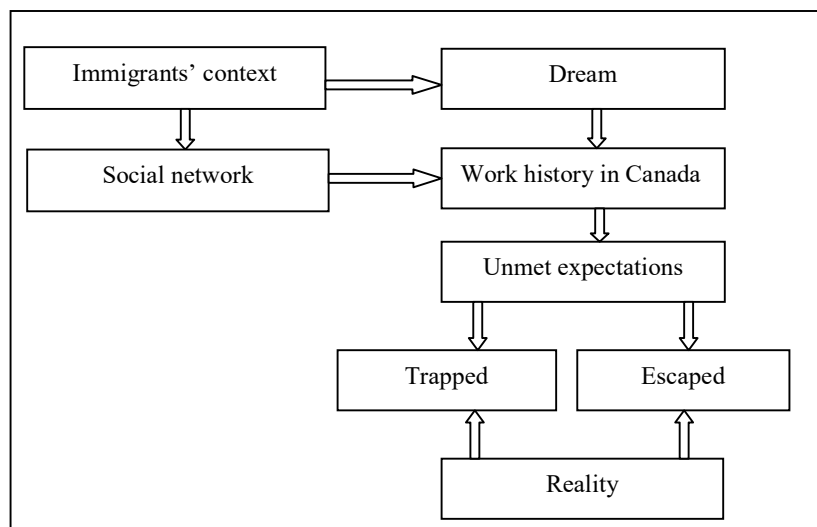 Immigrants’ context
Dream
Social network
Work history in Canada
Unmet expectations
Trapped
Escaped
Reality